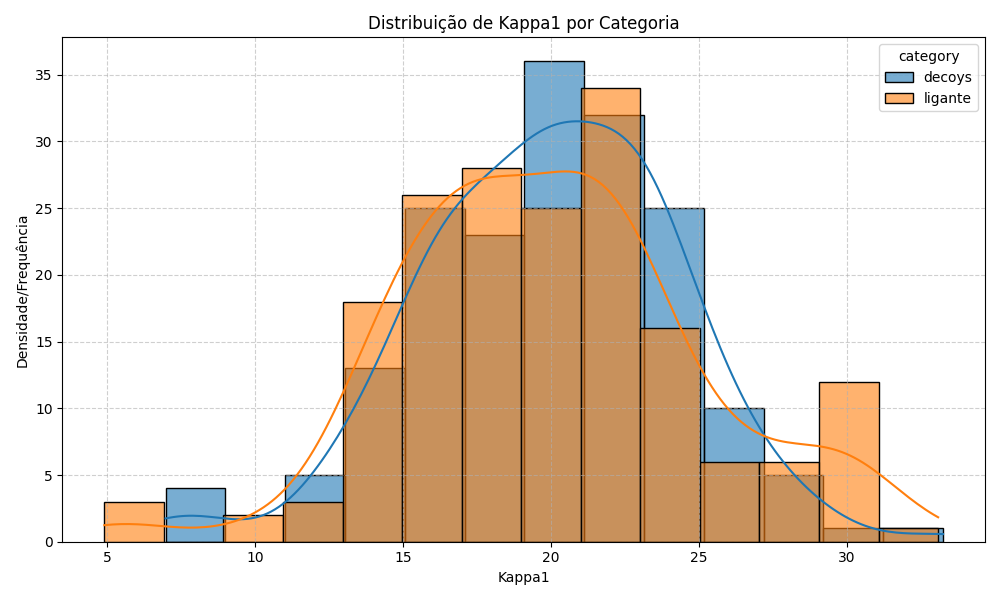 Distribuição de Kappa1 por Categoria
category
decoys
ligante
Densidade/Frequência
35
30
25
20
15
10
5
0
5
10
15
20
25
30
Kappa1